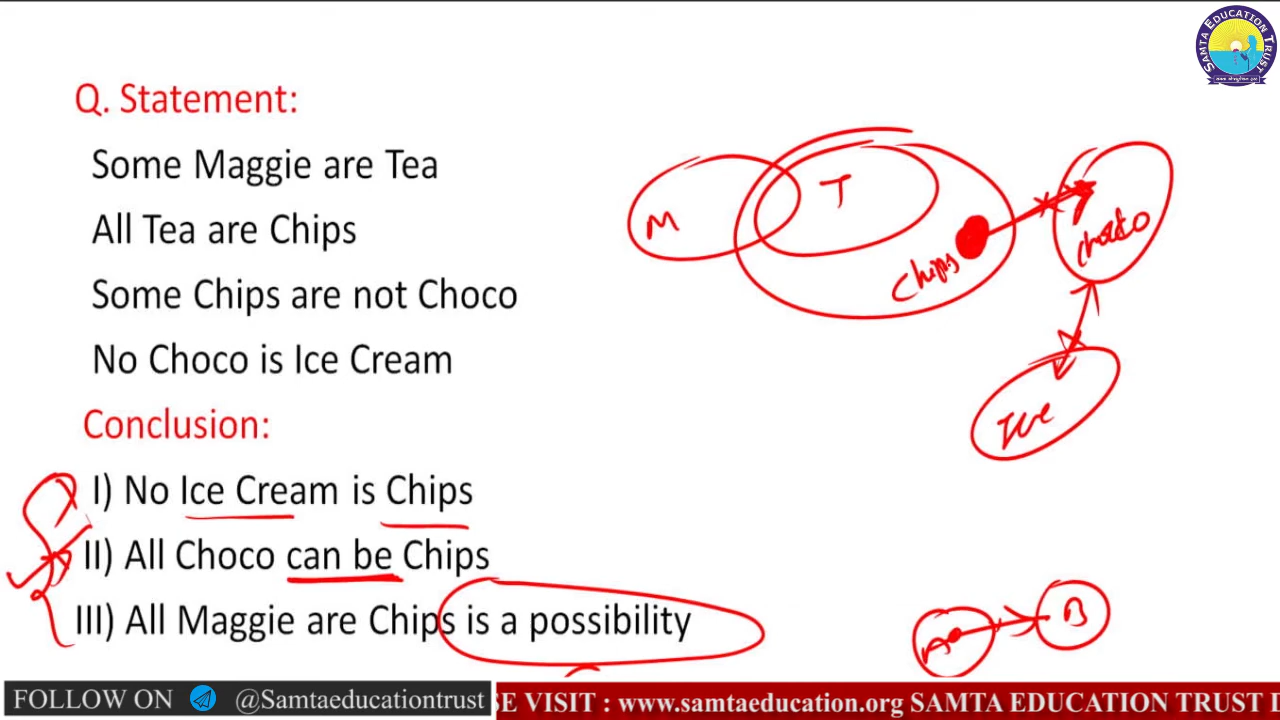 SAMTA EDUCATION TRUST
Q. Statement:
Some Maggie are Tea
All Tea are Chips
Some Chips are not Choco
No Choco is Ice Cream
Conclusion:
I) No Ice Cream is Chips
II) All Choco can be Chips
III) All Maggie are Chips is a possibility
M
T
Chips
choco
Ice
A
B
FOLLOW ON @Samtaeducationtrust
SE VISIT : www.samtaeducation.org SAMTA EDUCATION TRUST